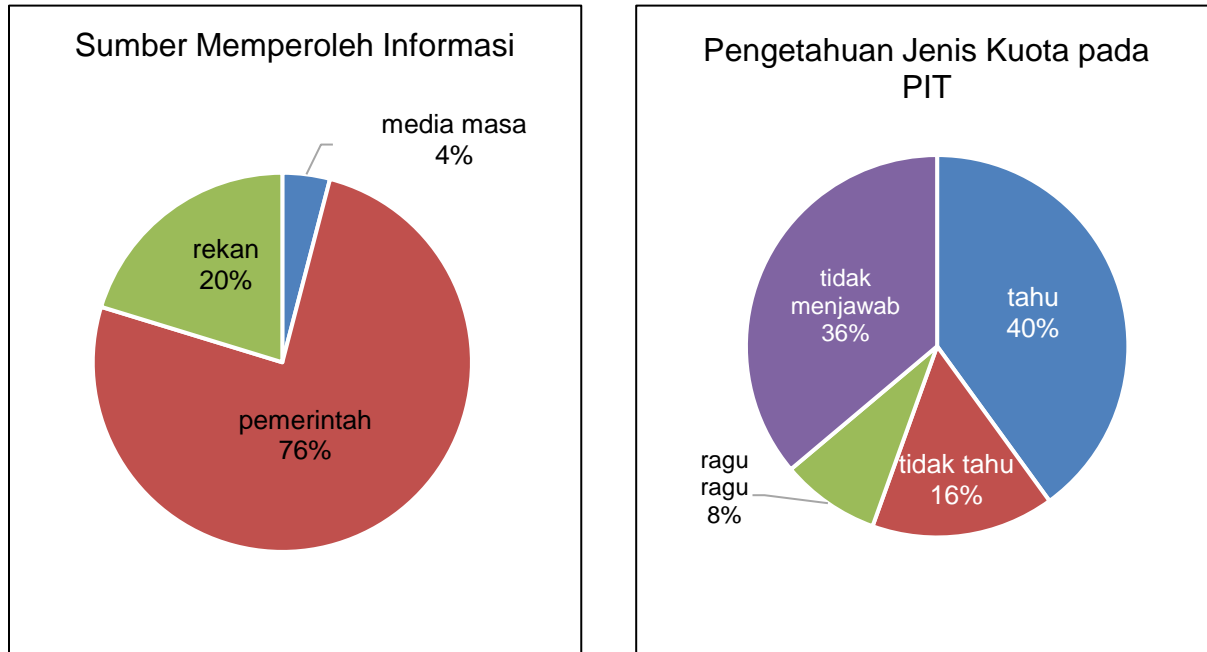 Sumber Memperoleh Informasi
media masa
4%
rekan
20%
pemerintah
76%
Pengetahuan Jenis Kuota pada
PIT
tidak
menjawab
36%
tahu
40%
ragu
ragu
8%
tidak tahu
16%